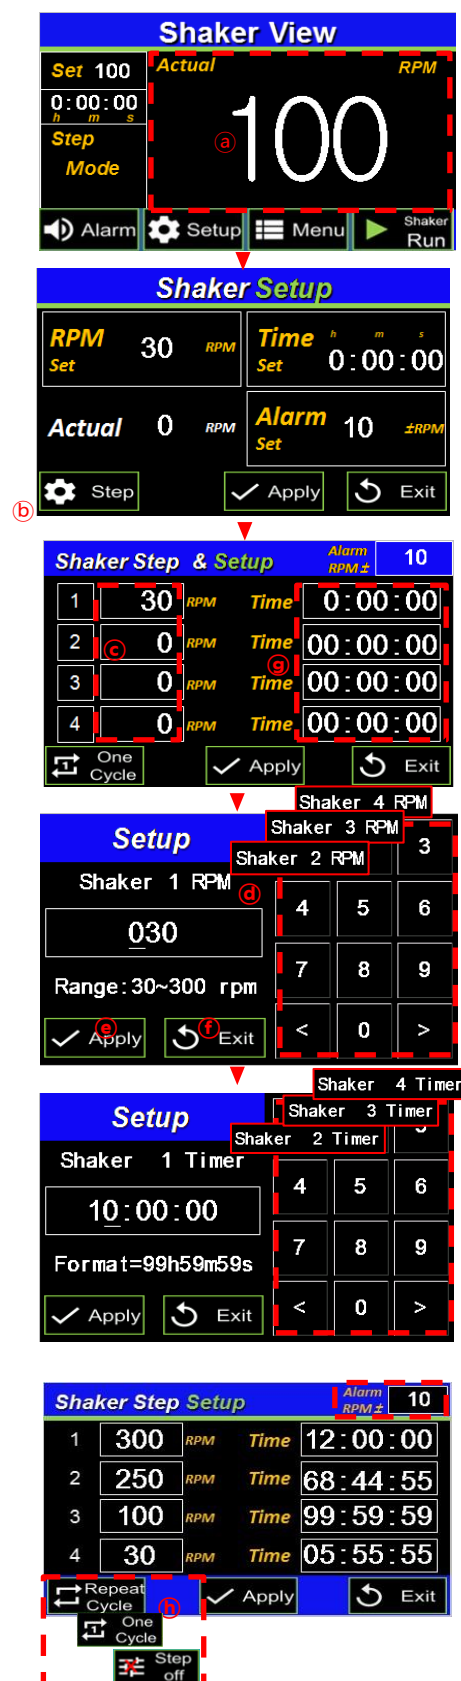 Shaker View
Set 100
Actual
RPM
0:00:00
h m s
Step
Mode
ⓐ
100
Alarm
Setup
Menu
Shaker
Run
Shaker Setup
RPM
Set
30 RPM
Time
Set
h m s
0:00:00
Actual 0 RPM
Alarm
Set
10 ±RPM
ⓑ
Step
Apply
Exit
Shaker Step & Setup
Alarm
RPM±
10
1 30 RPM Time 0:00:00
2 ⓒ 0 RPM Time ⓖ 00:00:00
3 0 RPM Time 00:00:00
4 0 RPM Time 00:00:00
1 One
Cycle
Apply
Exit
Shaker 4 RPM
Shaker 3 RPM
Shaker 2 RPM
Setup
Shaker 1 RPM
ⓓ
030
Range:30~300 rpm
ⓔ Apply
ⓕ Exit
3
4 5 6
7 8 9
< 0 >
Shaker 4 Timer
Shaker 3 Timer
Shaker 2 Timer
Setup
Shaker 1 Timer
10:00:00
Format=99h59m59s
Apply
Exit
4 5 6
7 8 9
< 0 >
Shaker Step Setup
Alarm
RPM±
10
1 300 RPM Time 12:00:00
2 250 RPM Time 68:44:55
3 100 RPM Time 99:59:59
4 30 RPM Time 05:55:55
Repeat
Cycle
ⓗ
Apply
Exit
1 One
Cycle
Step
off